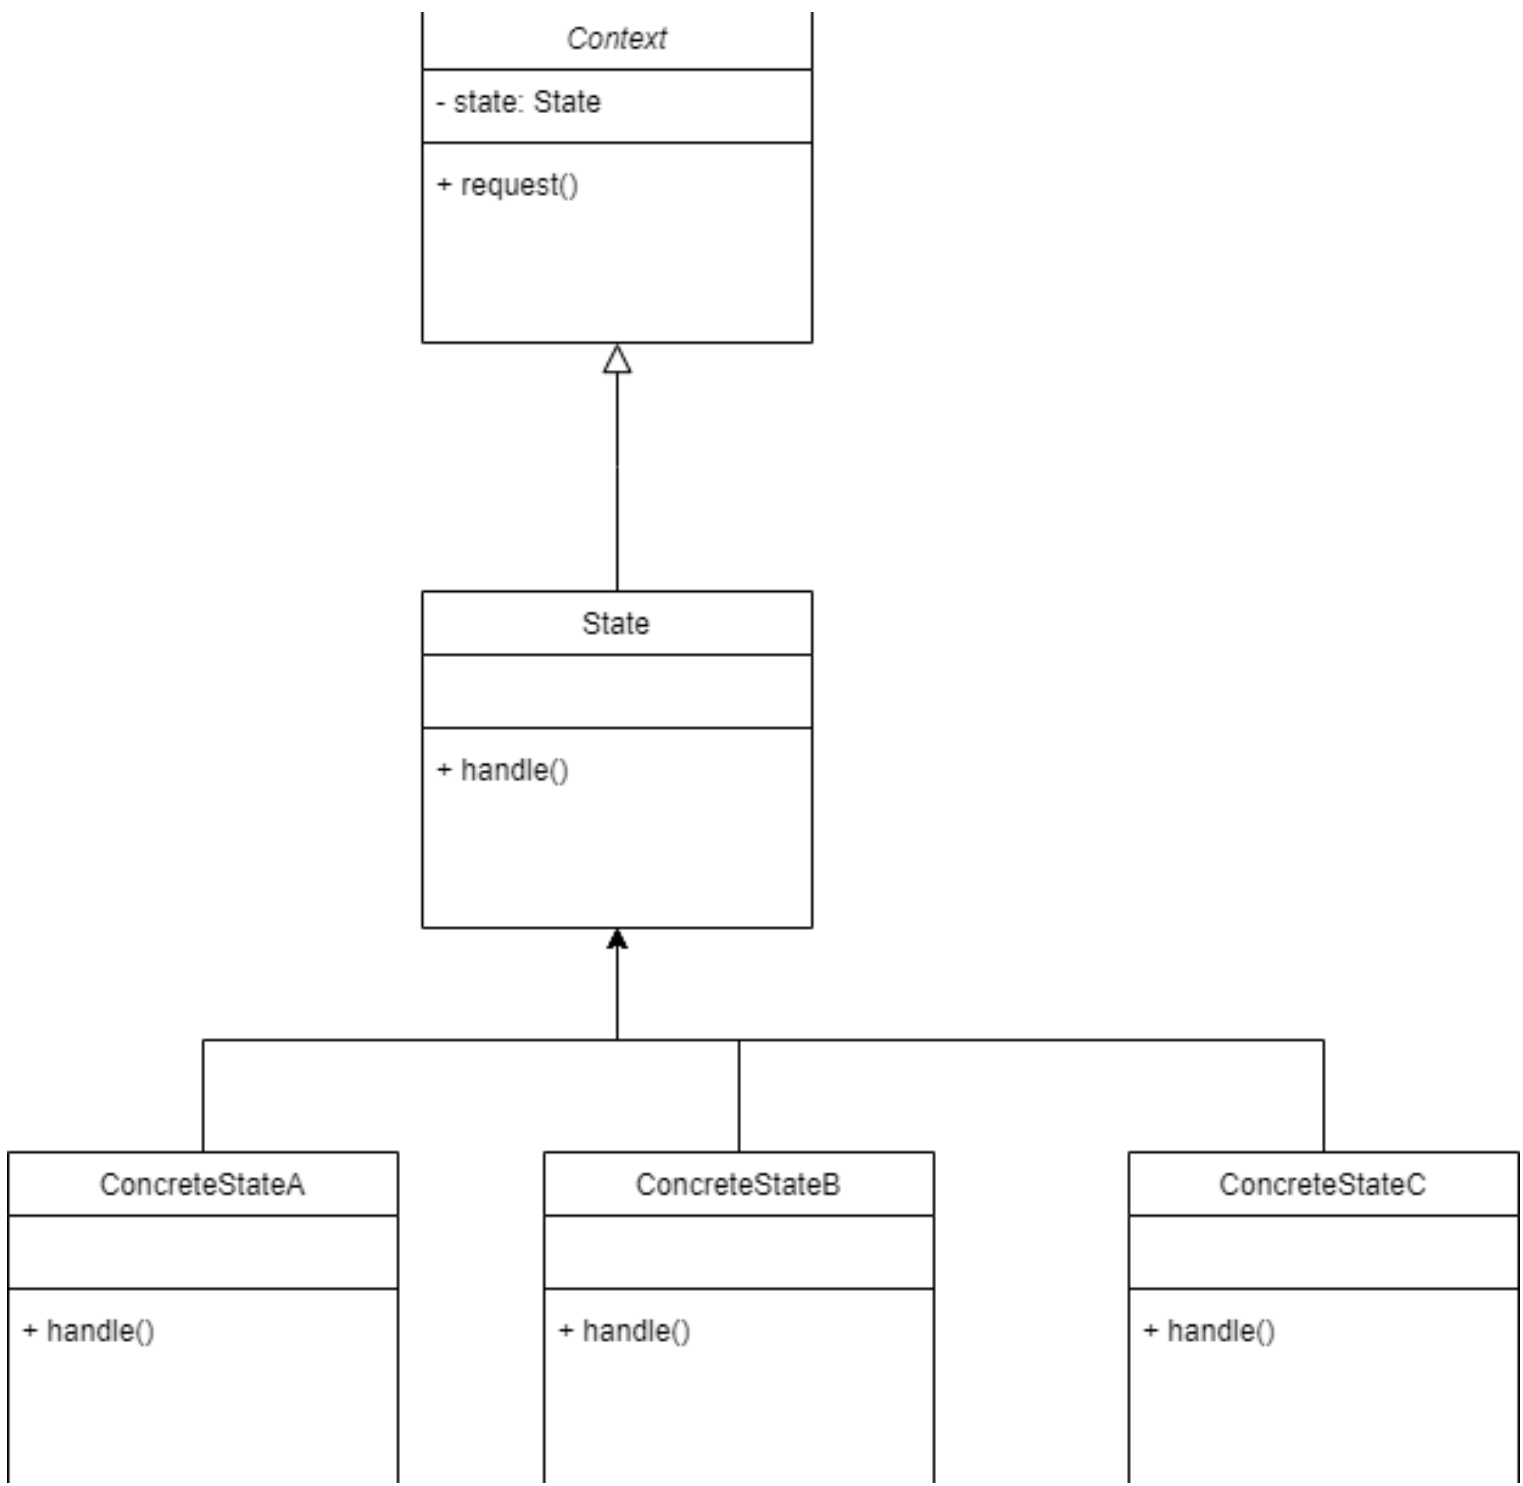 Context
- state: State
+ request()
State
+ handle()
ConcreteStateA
+ handle()
ConcreteStateB
+ handle()
ConcreteStateC
+ handle()